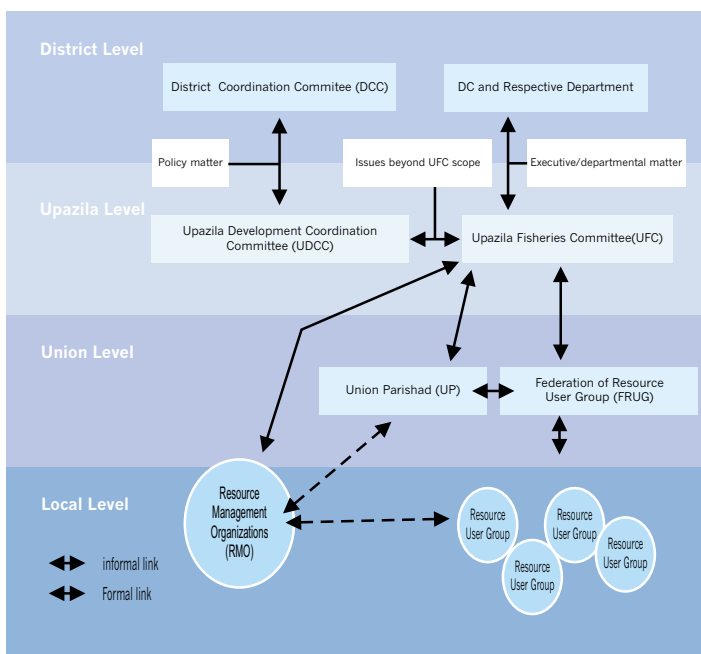 District Level
District Coordination Commitee (DCC)
DC and Respective Department
Policy matter
Issues beyond UFC scope
Executive/departmental matter
Upazila Level
Upazila Development Coordination
Committee (UDCC)
Upazila Fisheries Committee(UFC)
Union Level
Union Parishad (UP)
Federation of Resource
User Group (FRUG)
Local Level
Resource
Management
Organizations
(RMO)
Resource
User Group
Resource
User Group
Resource
User Group
Resource
User Group
informal link
Formal link